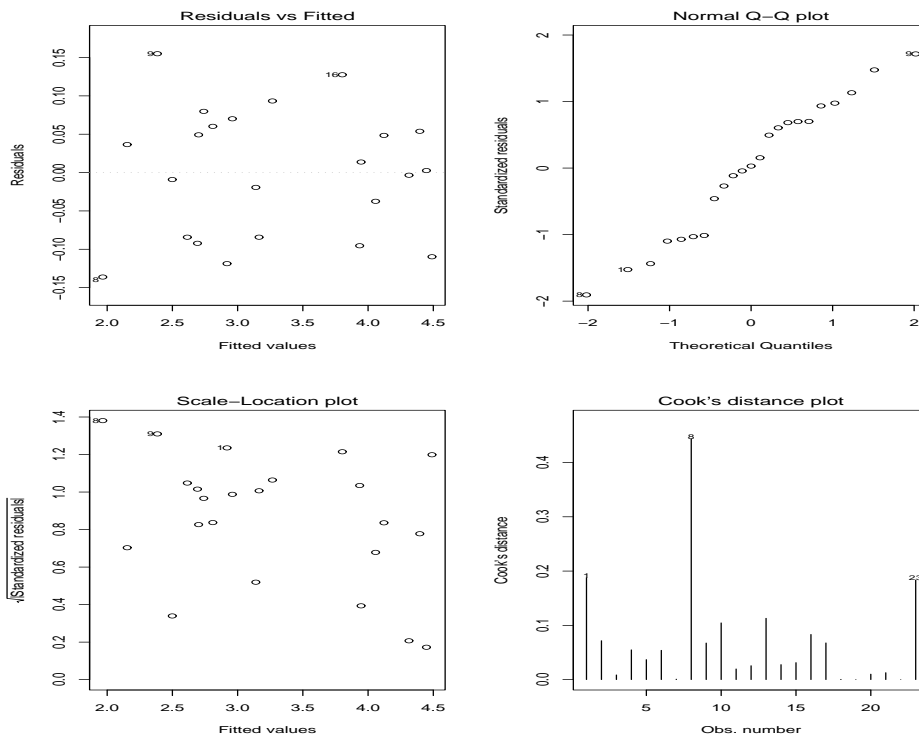 Residuals vs Fitted
Residuals
0.15
0.10
0.05
0.00
−0.05
−0.10
−0.15
9
16
8
2.0 2.5 3.0 3.5 4.0 4.5
Fitted values
Normal Q−Q plot
Standardized residuals
2
1
0
−1
−2
9
1
8
−2 −1 0 1 2
Theoretical Quantiles
Scale−Location plot
√|Standardized residuals|
1.4
1.2
1.0
0.8
0.6
0.4
0.2
0.0
8
9
1
2.0 2.5 3.0 3.5 4.0 4.5
Fitted values
Cook's distance plot
Cook's distance
0.4
0.3
0.2
0.1
0.0
1
8
23
5 10 15 20
Obs. number